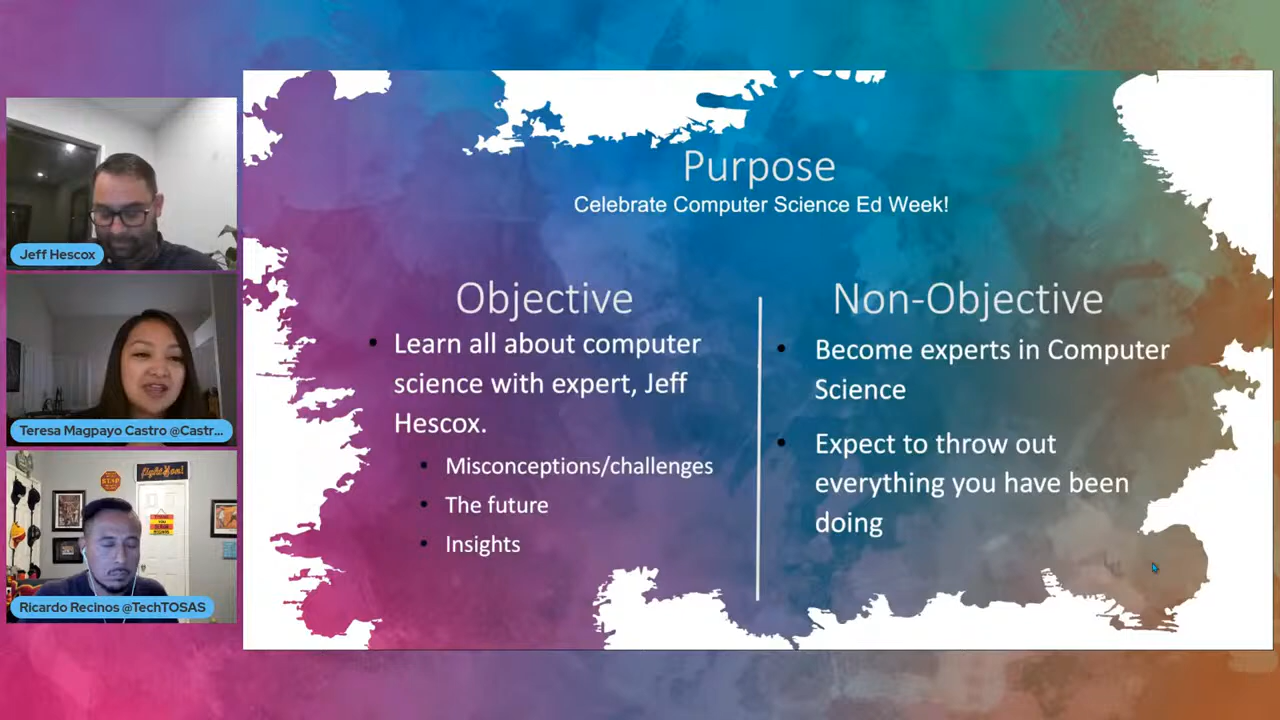 Purpose
Celebrate Computer Science Ed Week!
Objective
Learn all about computer
science with expert, Jeff
Hescox.
Misconceptions/challenges
The future
Insights
Non-Objective
Become experts in Computer
Science
Expect to throw out
everything you have been
doing
Jeff Hescox
Teresa Magpayo Castro @Castr...
Ricardo Recinos @TechTOSAS